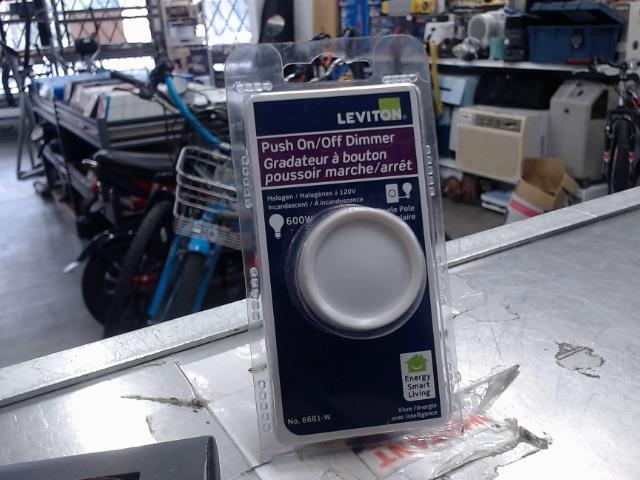 LEVITON
Push On/Off Dimmer
Gradateur à bouton
poussoir marche/arrêt
Halogen / Halogènes à 120V
Incandescent / À incandescence
600W
Pole
Energy
Smart
Living
No. 6681-W
Vivre l'énergie
avec intelligence